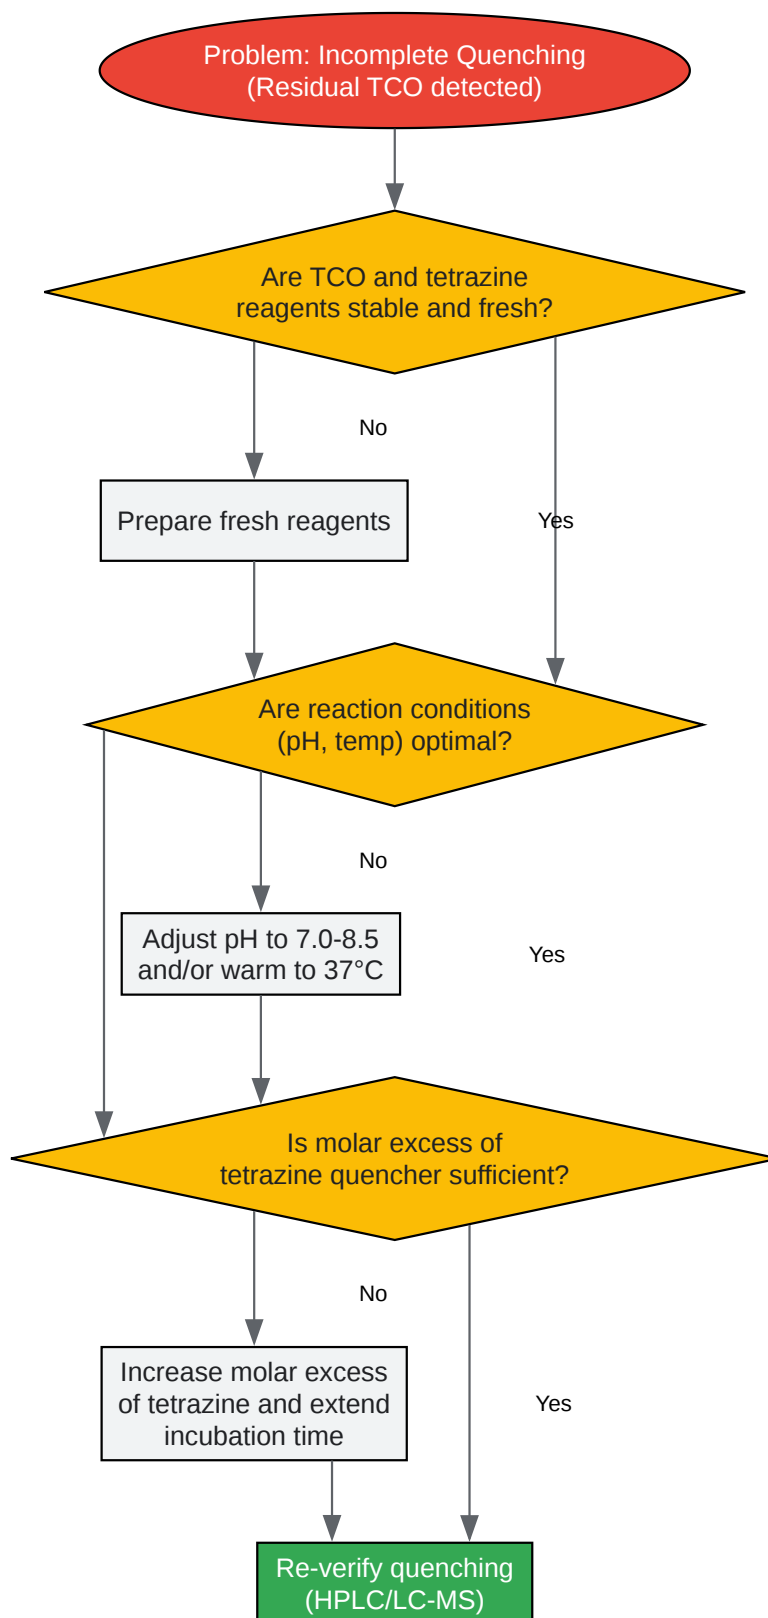 Problem: Incomplete Quenching
(Residual TCO detected)
Are TCO and tetrazine
reagents stable and fresh?
No
Prepare fresh reagents
Yes
Are reaction conditions
(pH, temp) optimal?
No
Adjust pH to 7.0-8.5
and/or warm to 37°C
Yes
Is molar excess of
tetrazine quencher sufficient?
No
Increase molar excess
of tetrazine and extend
incubation time
Yes
Re-verify quenching
(HPLC/LC-MS)